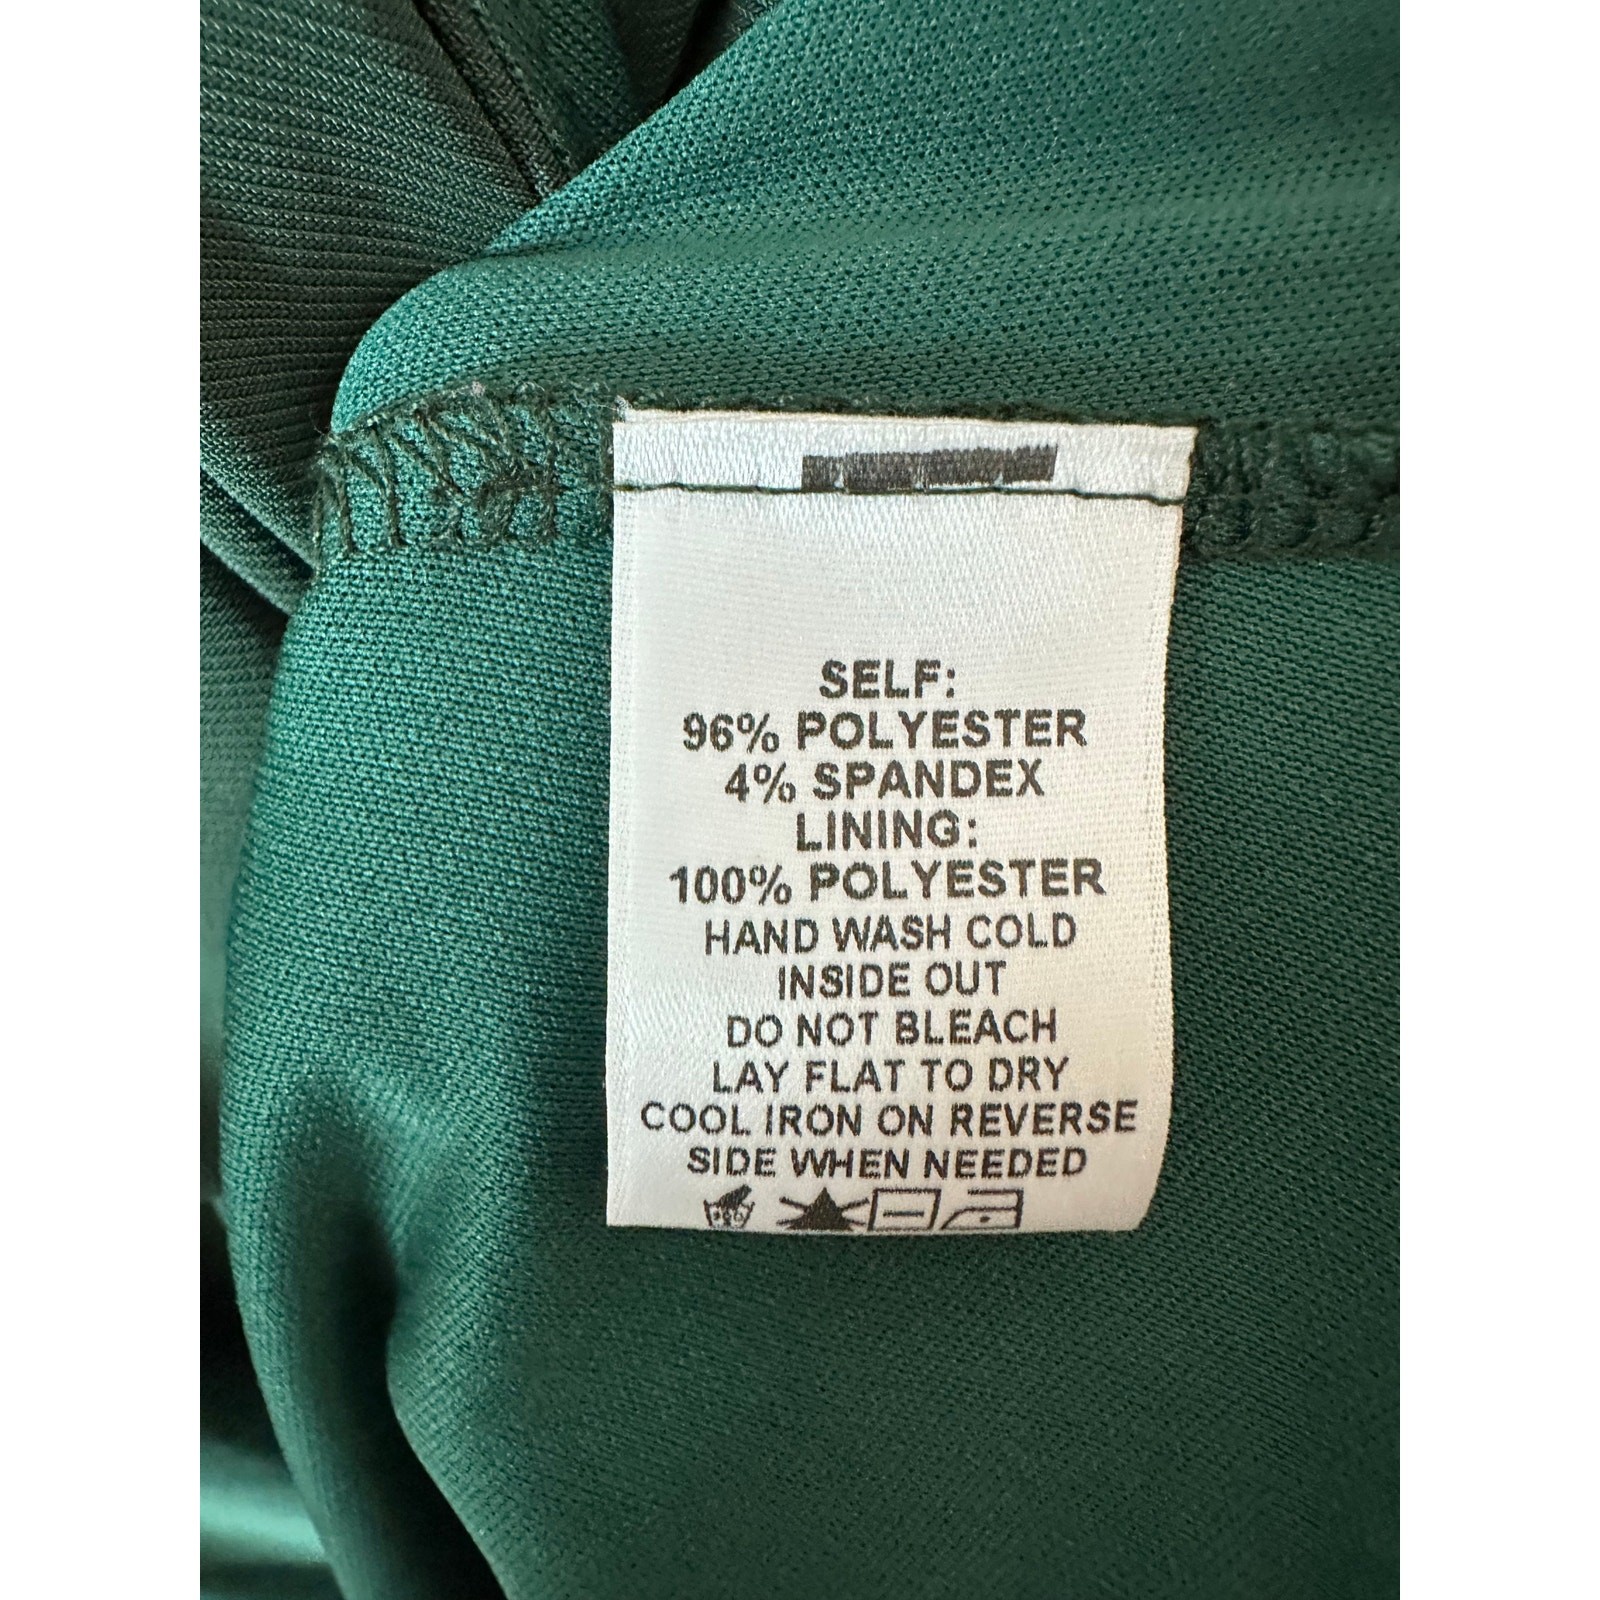 SELF:
96% POLYESTER
4% SPANDEX
LINING:
100% POLYESTER
HAND WASH COLD
INSIDE OUT
DO NOT BLEACH
LAY FLAT TO DRY
COOL IRON ON REVERSE
SIDE WHEN NEEDED